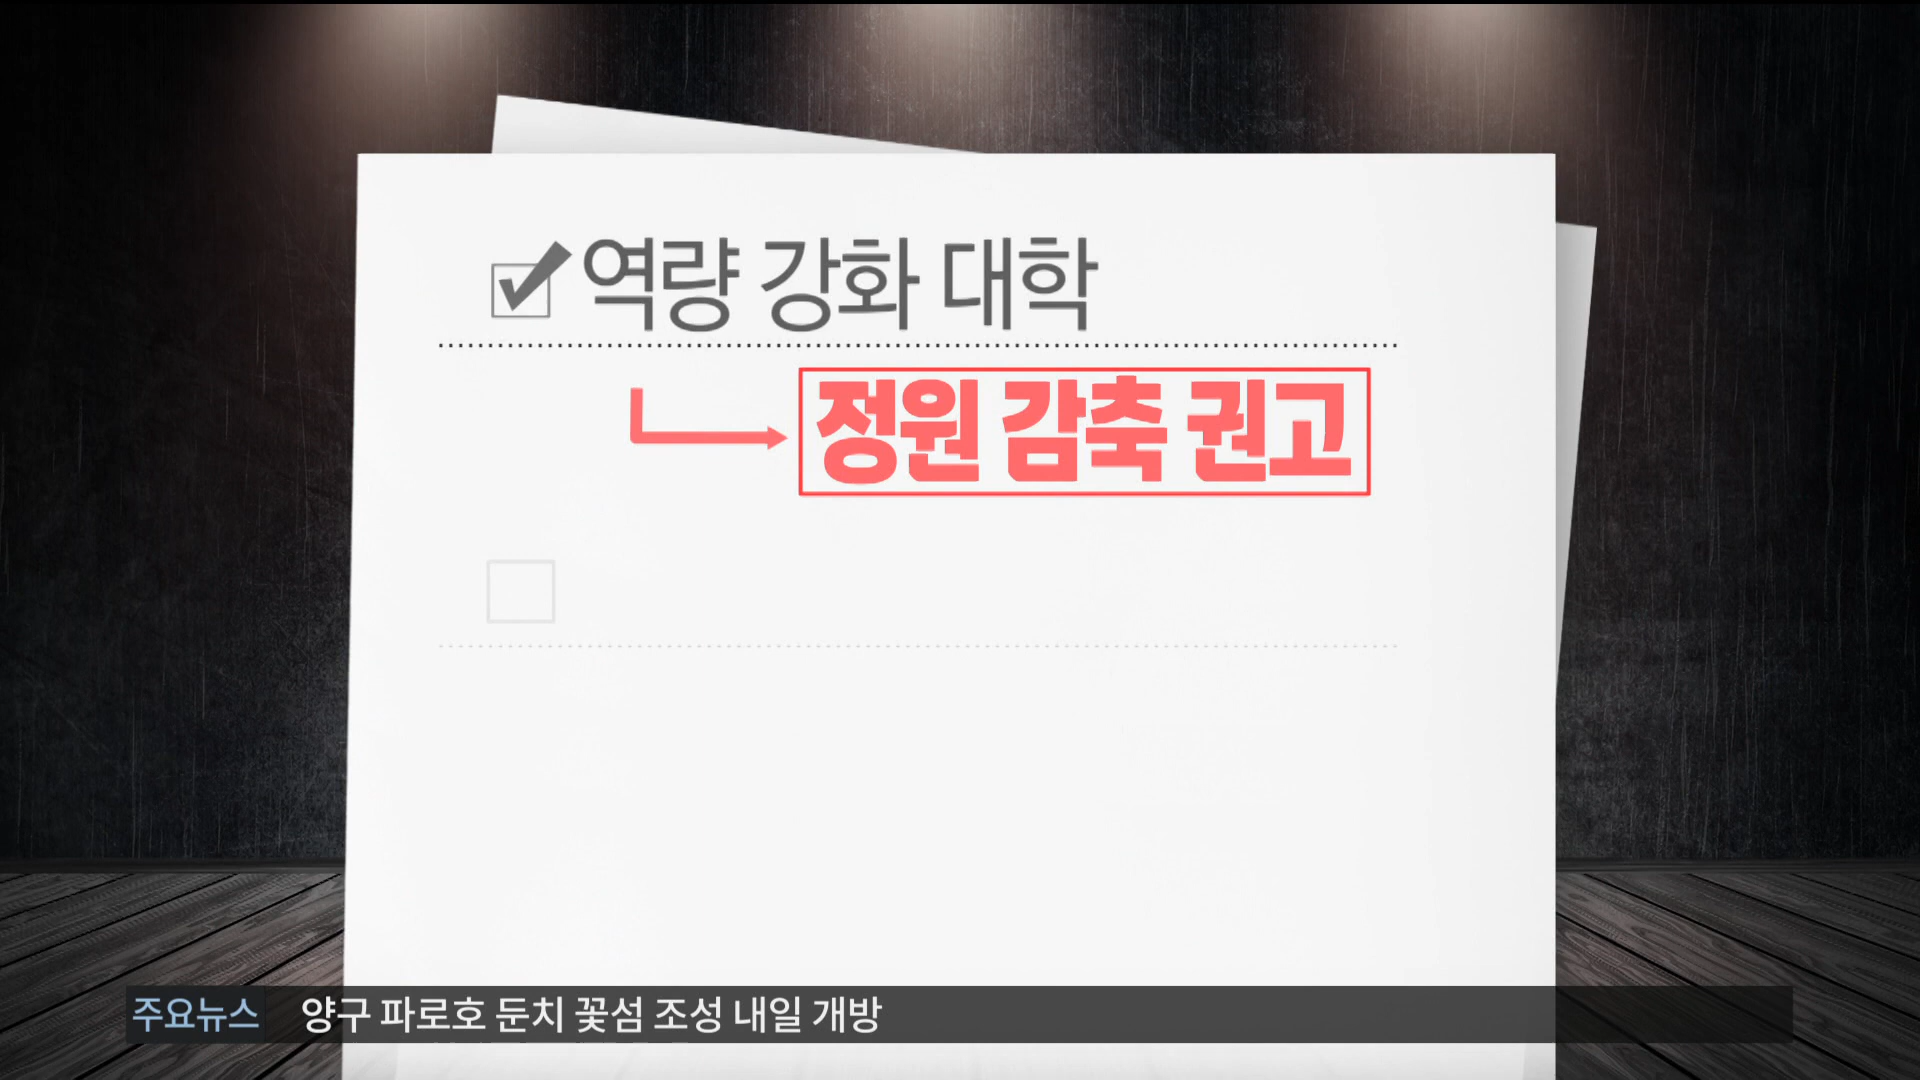 역량 강화 대학
정원 감축 권고
주요뉴스 양구 파로호 둔치 꽃섬 조성 내일 개방